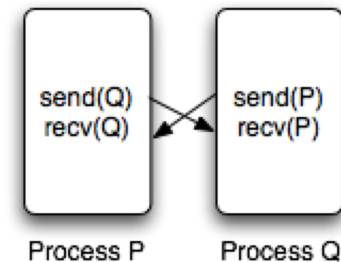 send(Q)
recv(Q)
send(P)
recv(P)
Process P
Process Q